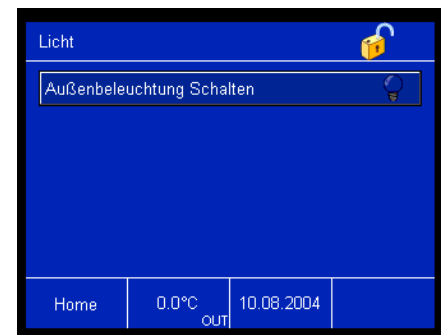 Licht
Außenbeleuchtung Schalten
Home
0.0°C
OUT
10.08.2004